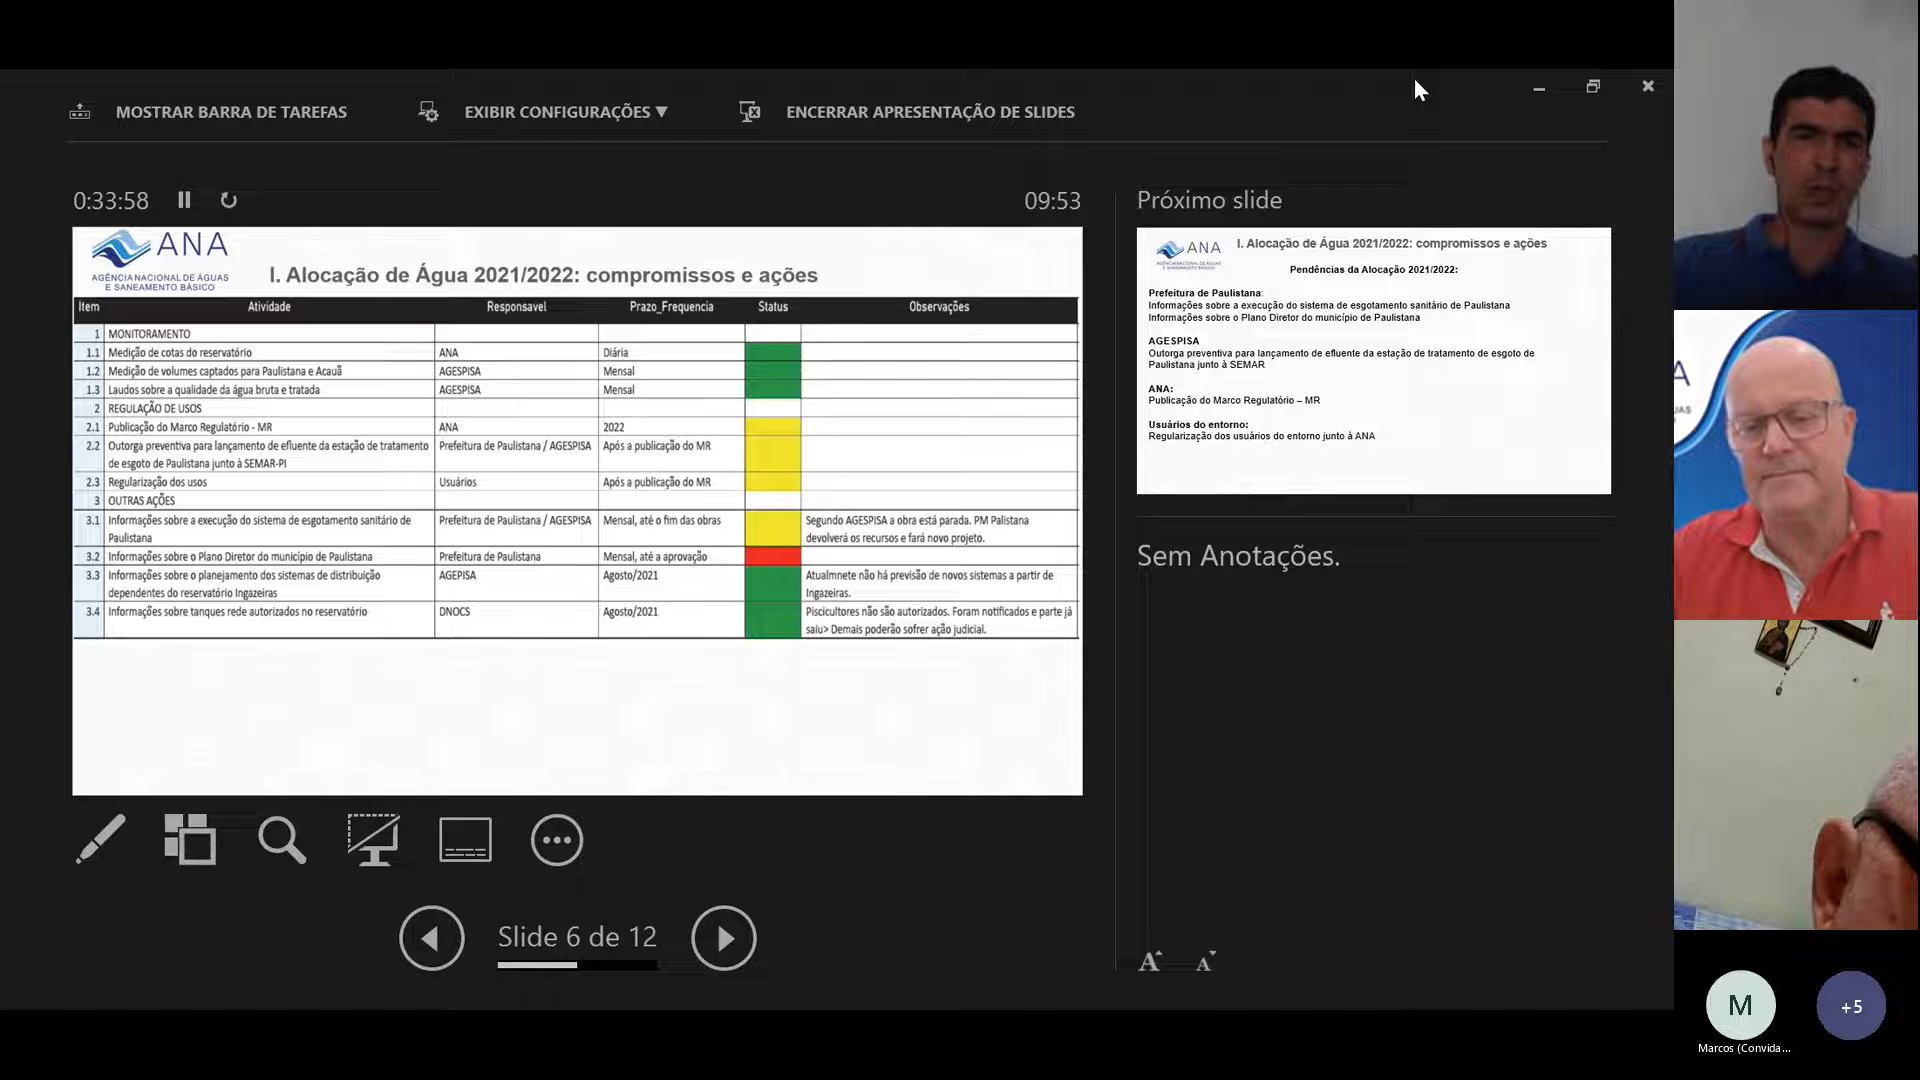 MOSTRAR BARRA DE TAREFAS
EXIBIR CONFIGURAÇÕES ▼
ENCERRAR APRESENTAÇÃO DE SLIDES
0:33:58
09:53
ANA
AGÊNCIA NACIONAL DE ÁGUAS
E SANEAMENTO BÁSICO
I. Alocação de Água 2021/2022: compromissos e ações
Item Atividade Responsavel Prazo_Frequencia Status Observações
1 MONITORAMENTO
1.1 Medição de cotas do reservatório ANA Diária
1.2 Medição de volumes captados para Paulistana e Acauã AGESPISA Mensal
1.3 Laudos sobre a qualidade da água bruta e tratada AGESPISA Mensal
2 REGULAÇÃO DE USOS
2.1 Publicação do Marco Regulatório - MR ANA 2022
2.2 Outorga preventiva para lançamento de efluente da estação de tratamento Prefeitura de Paulistana / AGESPISA Após a publicação do MR
de esgoto de Paulistana junto à SEMAR-PI
2.3 Regularização dos usos Usuários Após a publicação do MR
3 OUTRAS AÇÕES
3.1 Informações sobre a execução do sistema de esgotamento sanitário de Prefeitura de Paulistana / AGESPISA Mensal, até o fim das obras Segundo AGESPISA a obra está parada. PM Palistana
Paulistana devolverá os recursos e fará novo projeto.
3.2 Informações sobre o Plano Diretor do município de Paulistana Prefeitura de Paulistana Mensal, até a aprovação
3.3 Informações sobre o planejamento dos sistemas de distribuição AGEPISA Agosto/2021 Atualmnete não há previsão de novos sistemas a partir de
dependentes do reservatório Ingazeiras Ingazeiras.
3.4 Informações sobre tanques rede autorizados no reservatório DNOCS Agosto/2021 Piscicultores não são autorizados. Foram notificados e parte já
saiu> Demais poderão sofrer ação judicial.
Slide 6 de 12
Próximo slide
ANA
AGÊNCIA NACIONAL DE ÁGUAS
E SANEAMENTO BÁSICO
I. Alocação de Água 2021/2022: compromissos e ações
Pendências da Alocação 2021/2022:
Prefeitura de Paulistana:
Informações sobre a execução do sistema de esgotamento sanitário de Paulistana
Informações sobre o Plano Diretor do município de Paulistana
AGESPISA
Outorga preventiva para lançamento de efluente da estação de tratamento de esgoto de
Paulistana junto à SEMAR
ANA:
Publicação do Marco Regulatório – MR
Usuários do entorno:
Regularização dos usuários do entorno junto à ANA
Sem Anotações.
A A
M
+5
Marcos (Convida...